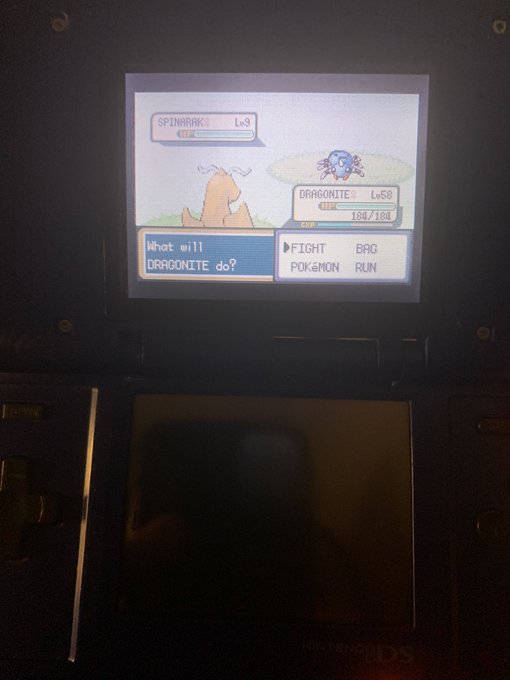 SPINARAK Lv9
HP
DRAGONITE Lv58
HP
184/184
What will
DRAGONITE do?
FIGHT BAG
POKéMON RUN
NINTENDO DS